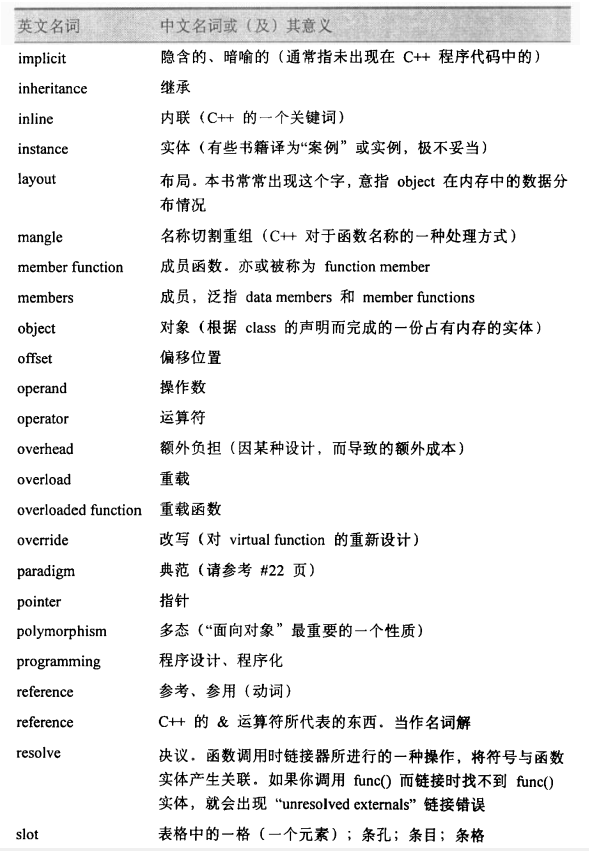 英文名词 中文名词或（及）其意义
implicit 隐含的、暗喻的（通常指未出现在 C++ 程序代码中的）
inheritance 继承
inline 内联（C++ 的一个关键词）
instance 实体（有些书籍译为“案例”或实例，极不妥当）
layout 布局。本书常常出现这个字，意指 object 在内存中的数据分
布情况
mangle 名称切割重组（C++ 对于函数名称的一种处理方式）
member function 成员函数。亦或被称为 function member
members 成员，泛指 data members 和 member functions
object 对象（根据 class 的声明而完成的一份占有内存的实体）
offset 偏移位置
operand 操作数
operator 运算符
overhead 额外负担（因某种设计，而导致的额外成本）
overload 重载
overloaded function 重载函数
override 改写（对 virtual function 的重新设计）
paradigm 典范（请参考 #22 页）
pointer 指针
polymorphism 多态（“面向对象”最重要的一个性质）
programming 程序设计、程序化
reference 参考、参用（动词）
reference C++ 的 & 运算符所代表的东西。当作名词解
resolve 决议。函数调用时链接器所进行的一种操作，将符号与函数
实体产生关联。如果你调用 func() 而链接时找不到 func()
实体，就会出现 “unresolved externals” 链接错误
slot 表格中的一格（一个元素）；条孔；条目；条格